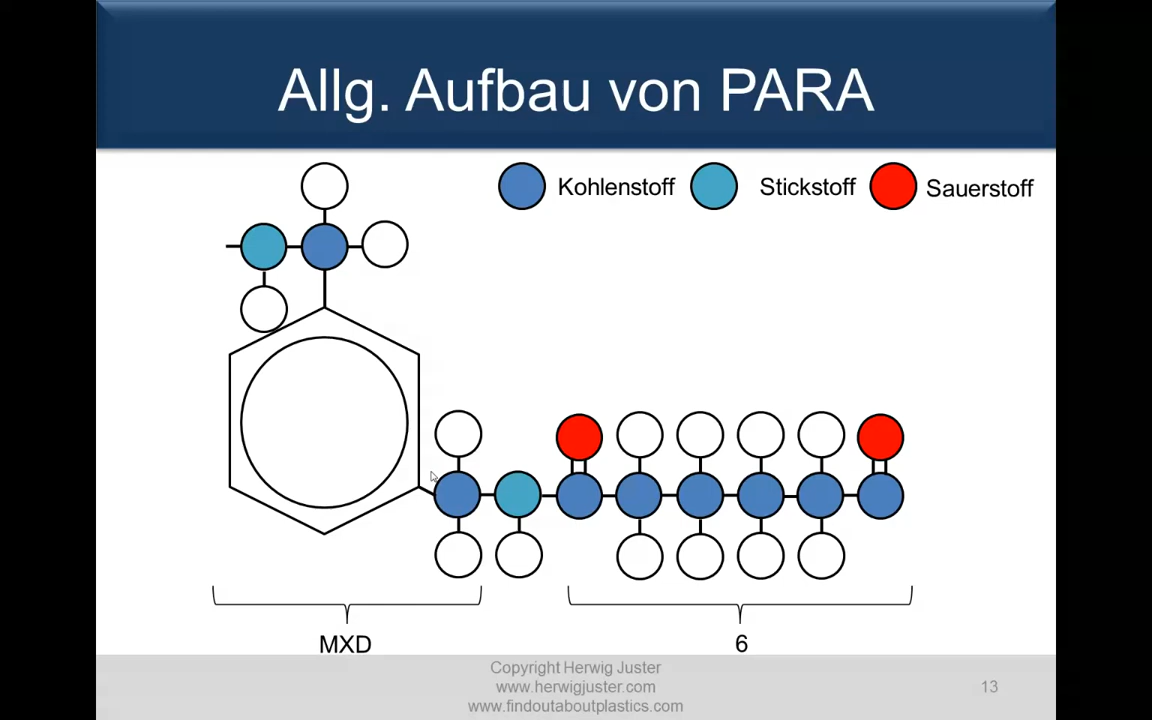 Allg. Aufbau von PARA
Kohlenstoff
Stickstoff
Sauerstoff
MXD
6
Copyright Herwig Juster
www.herwigjuster.com
www.findoutaboutplastics.com
13